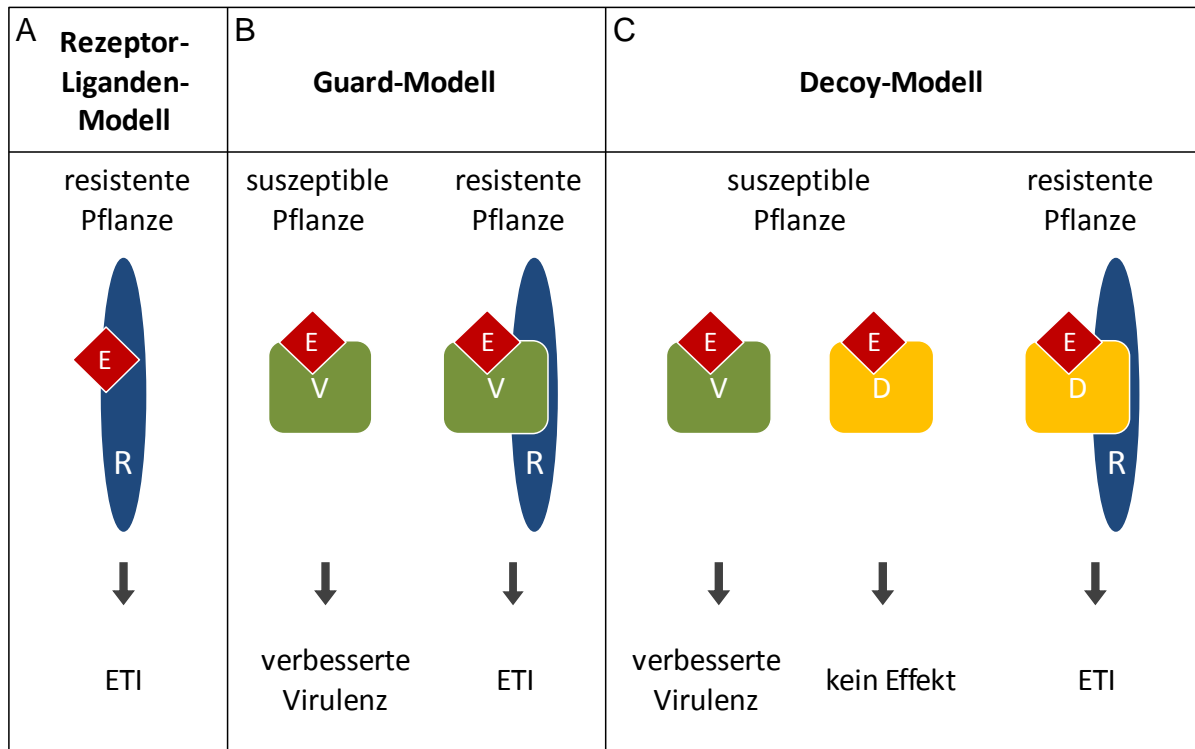 A
Rezeptor-
Liganden-
Modell
B
Guard-Modell
C
Decoy-Modell
resistente
Pflanze
suszeptible
Pflanze
resistente
Pflanze
suszeptible
Pflanze
resistente
Pflanze
E
R
E
V
E
V
R
E
V
E
D
E
D
R
ETI
verbesserte
Virulenz
ETI
verbesserte
Virulenz
kein Effekt
ETI